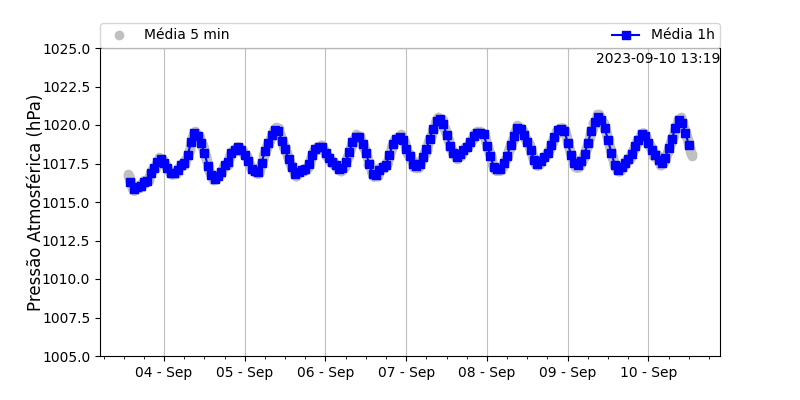 Média 5 min
Média 1h
2023-09-10 13:19
Pressão Atmosférica (hPa)
1025.0
1022.5
1020.0
1017.5
1015.0
1012.5
1010.0
1007.5
1005.0
04 - Sep
05 - Sep
06 - Sep
07 - Sep
08 - Sep
09 - Sep
10 - Sep